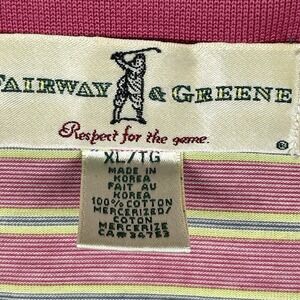 FAIRWAY & GREENE
Respect for the game.
®
XL/TG
MADE IN
KOREA
FAIT AU
KOREA
100% COTTON
MERCERIZED/
COTON
MERCERIZE
CA 34763